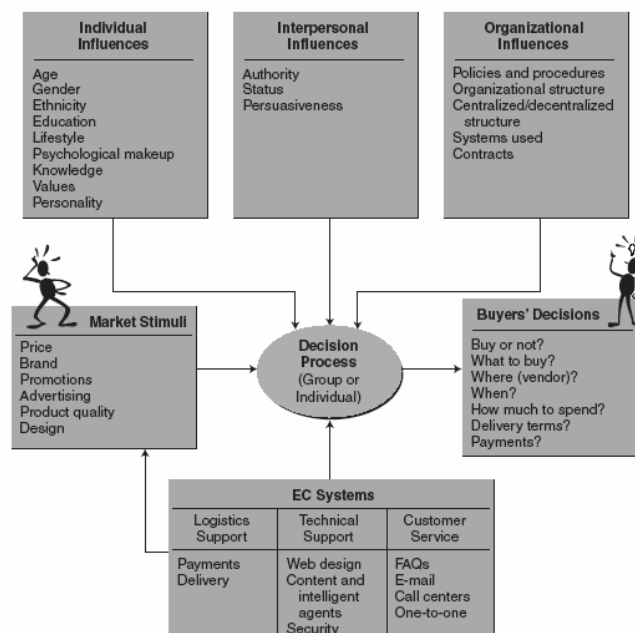 Individual
Influences
Age
Gender
Ethnicity
Education
Lifestyle
Psychological makeup
Knowledge
Values
Personality
Interpersonal
Influences
Authority
Status
Persuasiveness
Organizational
Influences
Policies and procedures
Organizational structure
Centralized/decentralized
structure
Systems used
Contracts
Market Stimuli
Price
Brand
Promotions
Advertising
Product quality
Design
Decision
Process
(Group or
Individual)
Buyers' Decisions
Buy or not?
What to buy?
Where (vendor)?
When?
How much to spend?
Delivery terms?
Payments?
EC Systems
Logistics
Support
Payments
Delivery
Technical
Support
Web design
Content and
intelligent
agents
Security
Customer
Service
FAQs
E-mail
Call centers
One-to-one